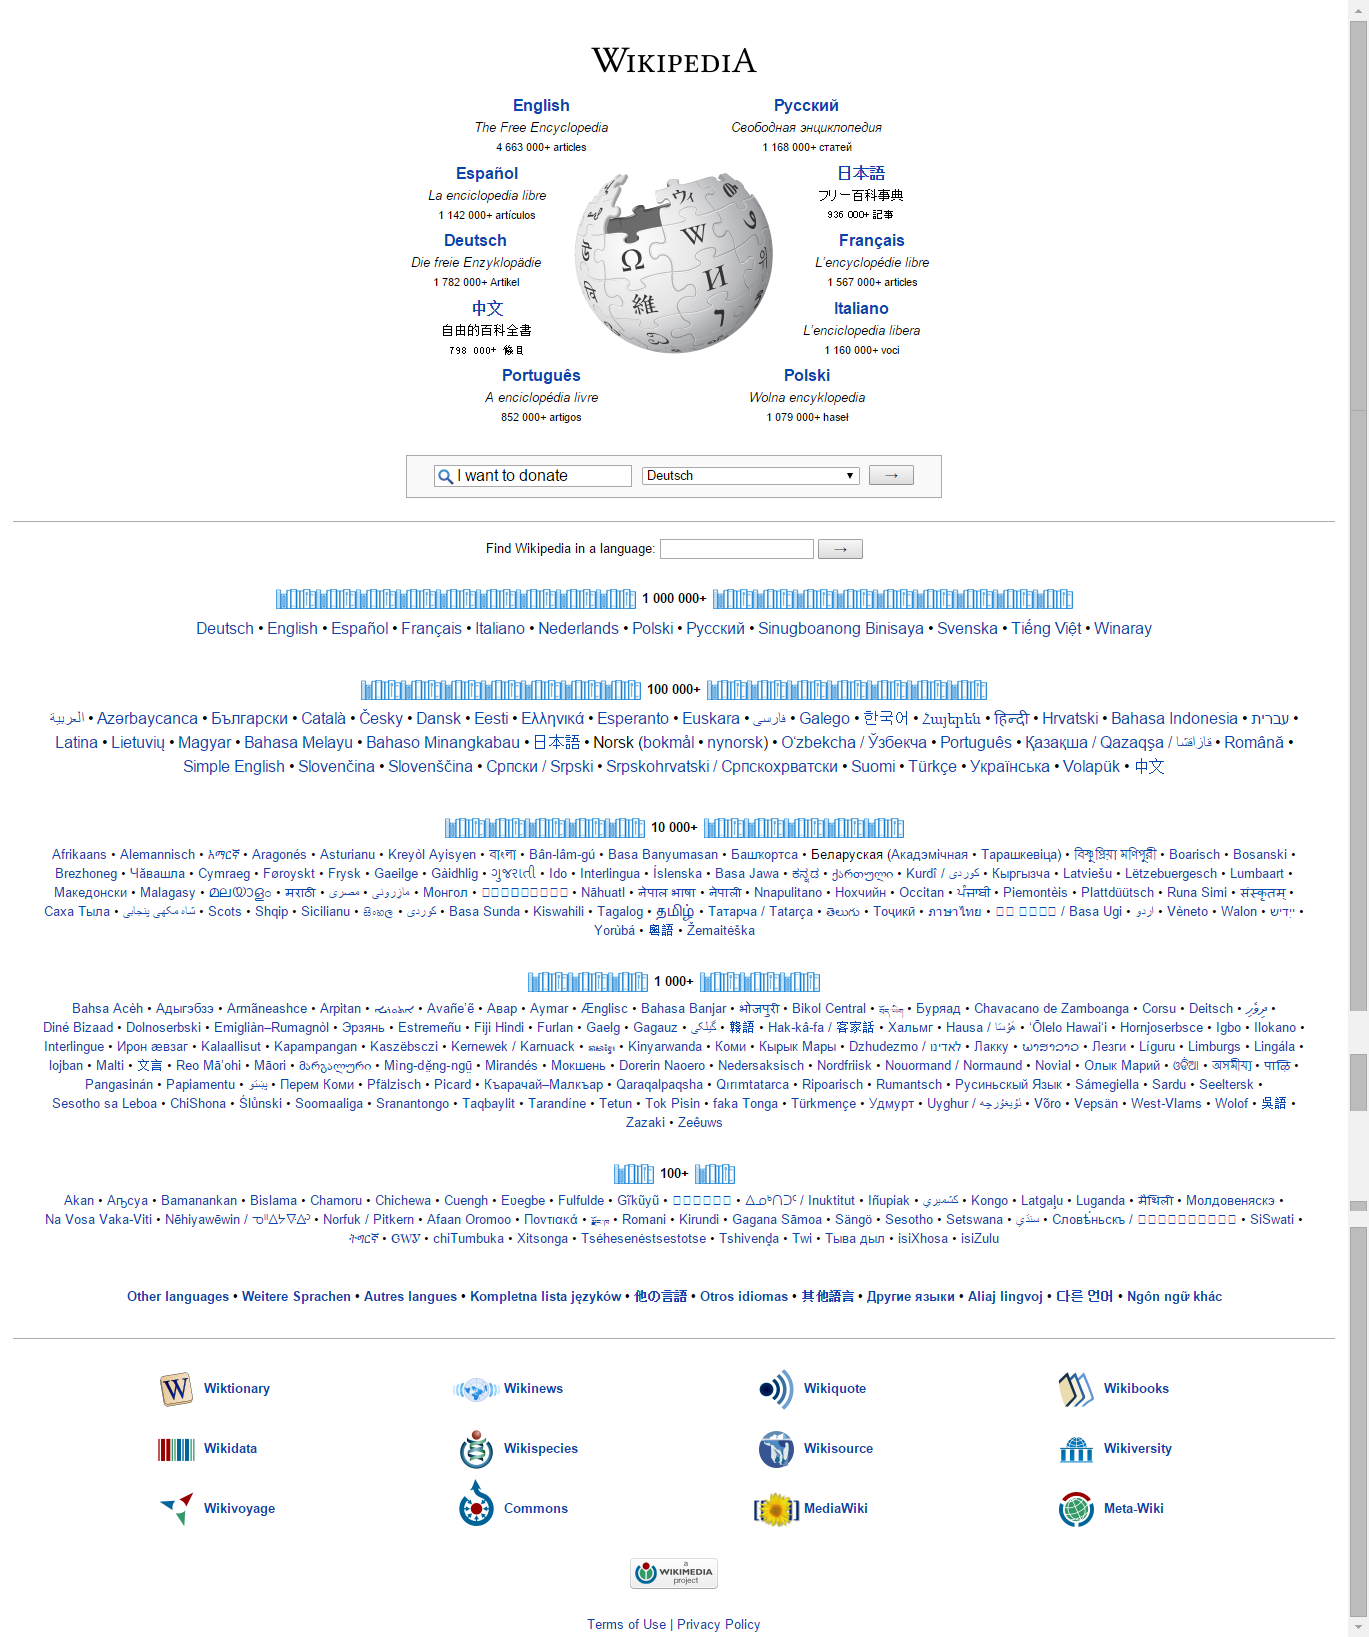 WIKIPEDIA
English
The Free Encyclopedia
4 663 000+ articles
Русский
Свободная энциклопедия
1 168 000+ статей
Español
La enciclopedia libre
1 142 000+ artículos
日本語
フリー百科事典
936 000+ 記事
Deutsch
Die freie Enzyklopädie
1 782 000+ Artikel
Français
L'encyclopédie libre
1 567 000+ articles
中文
自由的百科全書
798 000+ 條目
Italiano
L'enciclopedia libera
1 160 000+ voci
Português
A enciclopédia livre
852 000+ artigos
Polski
Wolna encyklopedia
1 079 000+ haseł
I want to donate Deutsch →
Find Wikipedia in a language: →
1 000 000+
Deutsch • English • Español • Français • Italiano • Nederlands • Polski • Русский • Sinugboanong Binisaya • Svenska • Tiếng Việt • Winaray
100 000+
العربية • Azərbaycanca • Български • Català • Česky • Dansk • Eesti • Ελληνικά • Esperanto • Euskara • فارسی • Galego • 한국어 • Հայերեն • हिन्दी • Hrvatski • Bahasa Indonesia • עברית •
Latina • Lietuvių • Magyar • Bahasa Melayu • Bahaso Minangkabau • 日本語 • Norsk (bokmål • nynorsk) • O'zbekcha / Ўзбекча • Português • Қазақша / Qazaqşa / قازاقشا • Română •
Simple English • Slovenčina • Slovenščina • Српски / Srpski • Srpskohrvatski / Српскохрватски • Suomi • Türkçe • Українська • Volapük • 中文
10 000+
Afrikaans • Alemannisch • አማርኛ • Aragonés • Asturianu • Kreyòl Ayisyen • বাংলা • Bân-lâm-gú • Basa Banyumasan • Башҡортса • Беларуская (Акадэмічная • Тарашкевіца) • বিষ্ণুপ্রিয়া মণিপুরী • Boarisch • Bosanski •
Brezhoneg • Чӑвашла • Cymraeg • Føroyskt • Frysk • Gaeilge • Gàidhlig • ગુજરાતી • Ido • Interlingua • Íslenska • Basa Jawa • ಕನ್ನಡ • ქართული • Kurdî / كوردی • Кыргызча • Latviešu • Lëtzebuergesch • Lumbaart •
Македонски • Malagasy • മലയാളം • मराठी • مازِرونی • مصرى • Монгол • Nāhuatl • नेपाल भाषा • नेपाली • Nnapulitano • Нохчийн • Occitan • ਪੰਜਾਬੀ • Piemontèis • Plattdüütsch • Runa Simi • संस्कृतम् •
Саха Тыла • شاہ مکھی پنجابی • Scots • Shqip • Sicilianu • සිංහල • کوردی • Basa Sunda • Kiswahili • Tagalog • தமிழ் • Татарча / Tatarça • తెలుగు • Тоҷикӣ • ภาษาไทย • / Basa Ugi • اردو • Vèneto • Walon • ייִדיש •
Yorùbá • 粵語 • Žemaitėška
1 000+
Bahsa Acèh • Адыгэбзэ • Armãneashce • Arpitan • ܐܬܘܪܝܐ • Avañe'ẽ • Авар • Aymar • Ænglisc • Bahasa Banjar • भोजपुरी • Bikol Central • Буряад • Chavacano de Zamboanga • Corsu • Deitsch • ދިވެހި •
Diné Bizaad • Dolnoserbski • Emigliàn–Rumagnòl • Эрзянь • Estremeñu • Fiji Hindi • Furlan • Gaelg • Gagauz • گیلکی • 贛語 • Hak-kâ-fa / 客家話 • Хальмг • Hausa / هَوُسَا • ʻŌlelo Hawaiʻi • Hornjoserbsce • Igbo • Ilokano •
Interlingue • Ирон æвзаг • Kalaallisut • Kapampangan • Kaszëbsczi • Kernewek / Karnuack • ភាសាខ្មែរ • Kinyarwanda • Коми • Кырык Мары • Dzhudezmo / לאדינו • Лакку • ພາສາລາວ • Лезги • Líguru • Limburgs • Lingála •
lojban • Malti • 文言 • Reo Mā'ohi • Māori • მარგალური • Mìng-dĕ̤ng-ngṳ̄ • Mirandés • Мокшень • Dorerin Naoero • Nedersaksisch • Nordfriisk • Nouormand / Normaund • Novial • Олык Марий • ଓଡିଆ • অসমীযা় • पाळि •
Pangasinán • Papiamentu • پښتو • Перем Коми • Pfälzisch • Picard • Къарачай–Малкъар • Qaraqalpaqsha • Qırımtatarca • Ripoarisch • Rumantsch • Русиньскый Язык • Sámegiella • Sardu • Seeltersk •
Sesotho sa Leboa • ChiShona • Ślůnski • Soomaaliga • Sranantongo • Taqbaylit • Tarandíne • Tetun • Tok Pisin • faka Tonga • Türkmençe • Удмурт • Uyghur / ئۇيغۇرچه • Võro • Vepsän • West-Vlams • Wolof • 吳語 •
Zazaki • Zeêuws
100+
Akan • Аҧсуа • Bamanankan • Bislama • Chamoru • Chichewa • Cuengh • Eʋegbe • Fulfulde • Gĩkũyũ • ᐃᓄᒃᑎᑐᑦ / Inuktitut • Iñupiak • كشميري • Kongo • Latgaļu • Luganda • मैथिली • Молдовеняскэ •
Na Vosa Vaka-Viti • Nēhiyawēwin / ᓀᐦᐃᔭᐍᐏᐣ • Norfuk / Pitkern • Afaan Oromoo • Ποντιακά • རྫོང་ཁ • Romani • Kirundi • Gagana Sāmoa • Sängö • Sesotho • Setswana • سنڌي • Словѣ́ньскъ / • SiSwati •
ትግርኛ • ᏣᎳᎩ • chiTumbuka • Xitsonga • Tsėhesenėstsestotse • Tshivenḓa • Twi • Тыва дыл • isiXhosa • isiZulu
Other languages • Weitere Sprachen • Autres langues • Kompletna lista języków • 他の言語 • Otros idiomas • 其他語言 • Другие языки • Aliaj lingvoj • 다른 언어 • Ngôn ngữ khác
Wiktionary Wikinews Wikiquote Wikibooks
Wikidata Wikispecies Wikisource Wikiversity
Wikivoyage Commons MediaWiki Meta-Wiki
a
WIKIMEDIA
project
Terms of Use | Privacy Policy